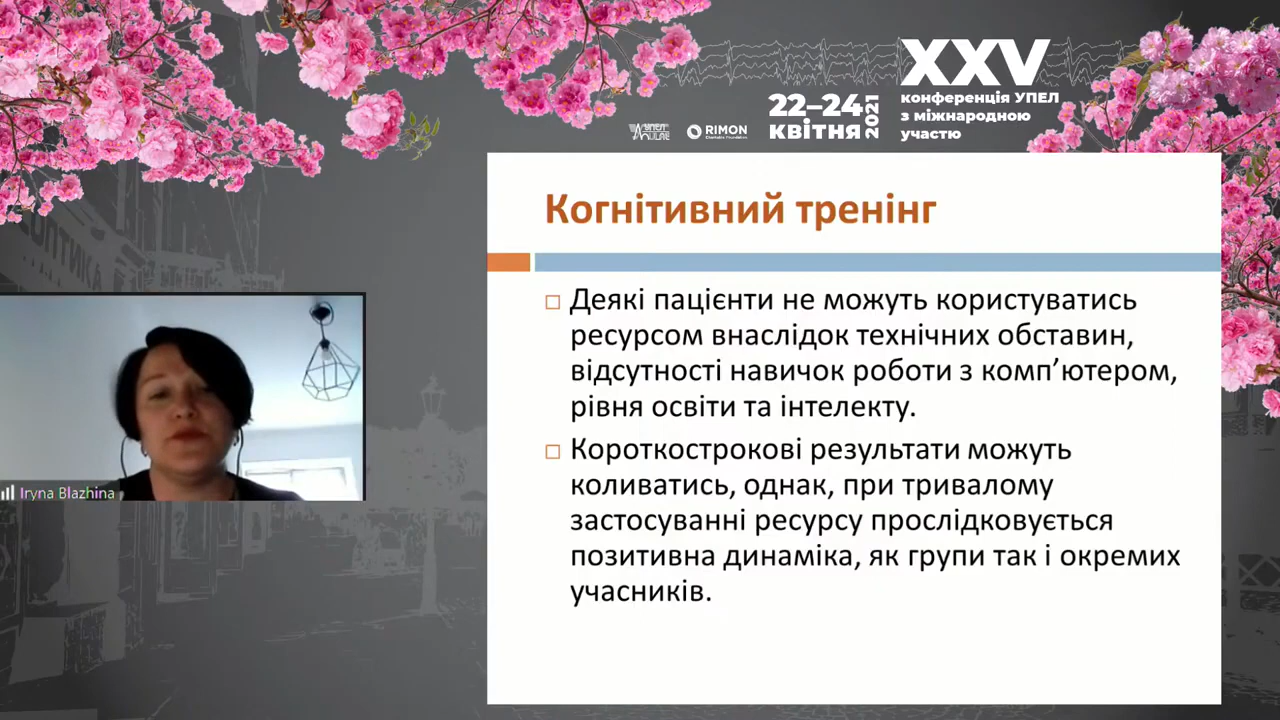 XXV
22–24
квітня
2021
конференція УПЕЛ
з міжнародною
участю
RIMON
Когнітивний тренінг
Деякі пацієнти не можуть користуватись
ресурсом внаслідок технічних обставин,
відсутності навичок роботи з комп’ютером,
рівня освіти та інтелекту.
Короткострокові результати можуть
коливатись, однак, при тривалому
застосуванні ресурсу прослідковується
позитивна динаміка, як групи так і окремих
учасників.
Iryna Blazhina